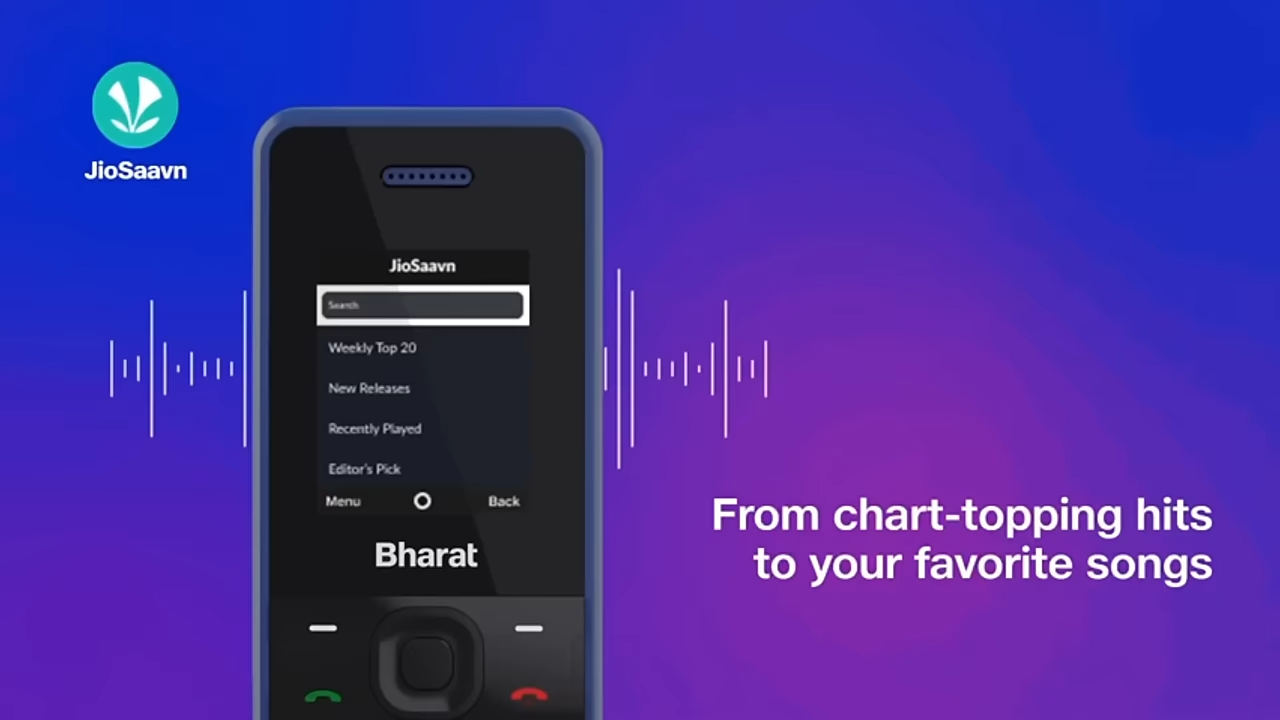 JioSaavn
JioSaavn
Search
Weekly Top 20
New Releases
Recently Played
Editor's Pick
Menu Back
Bharat
From chart-topping hits
to your favorite songs